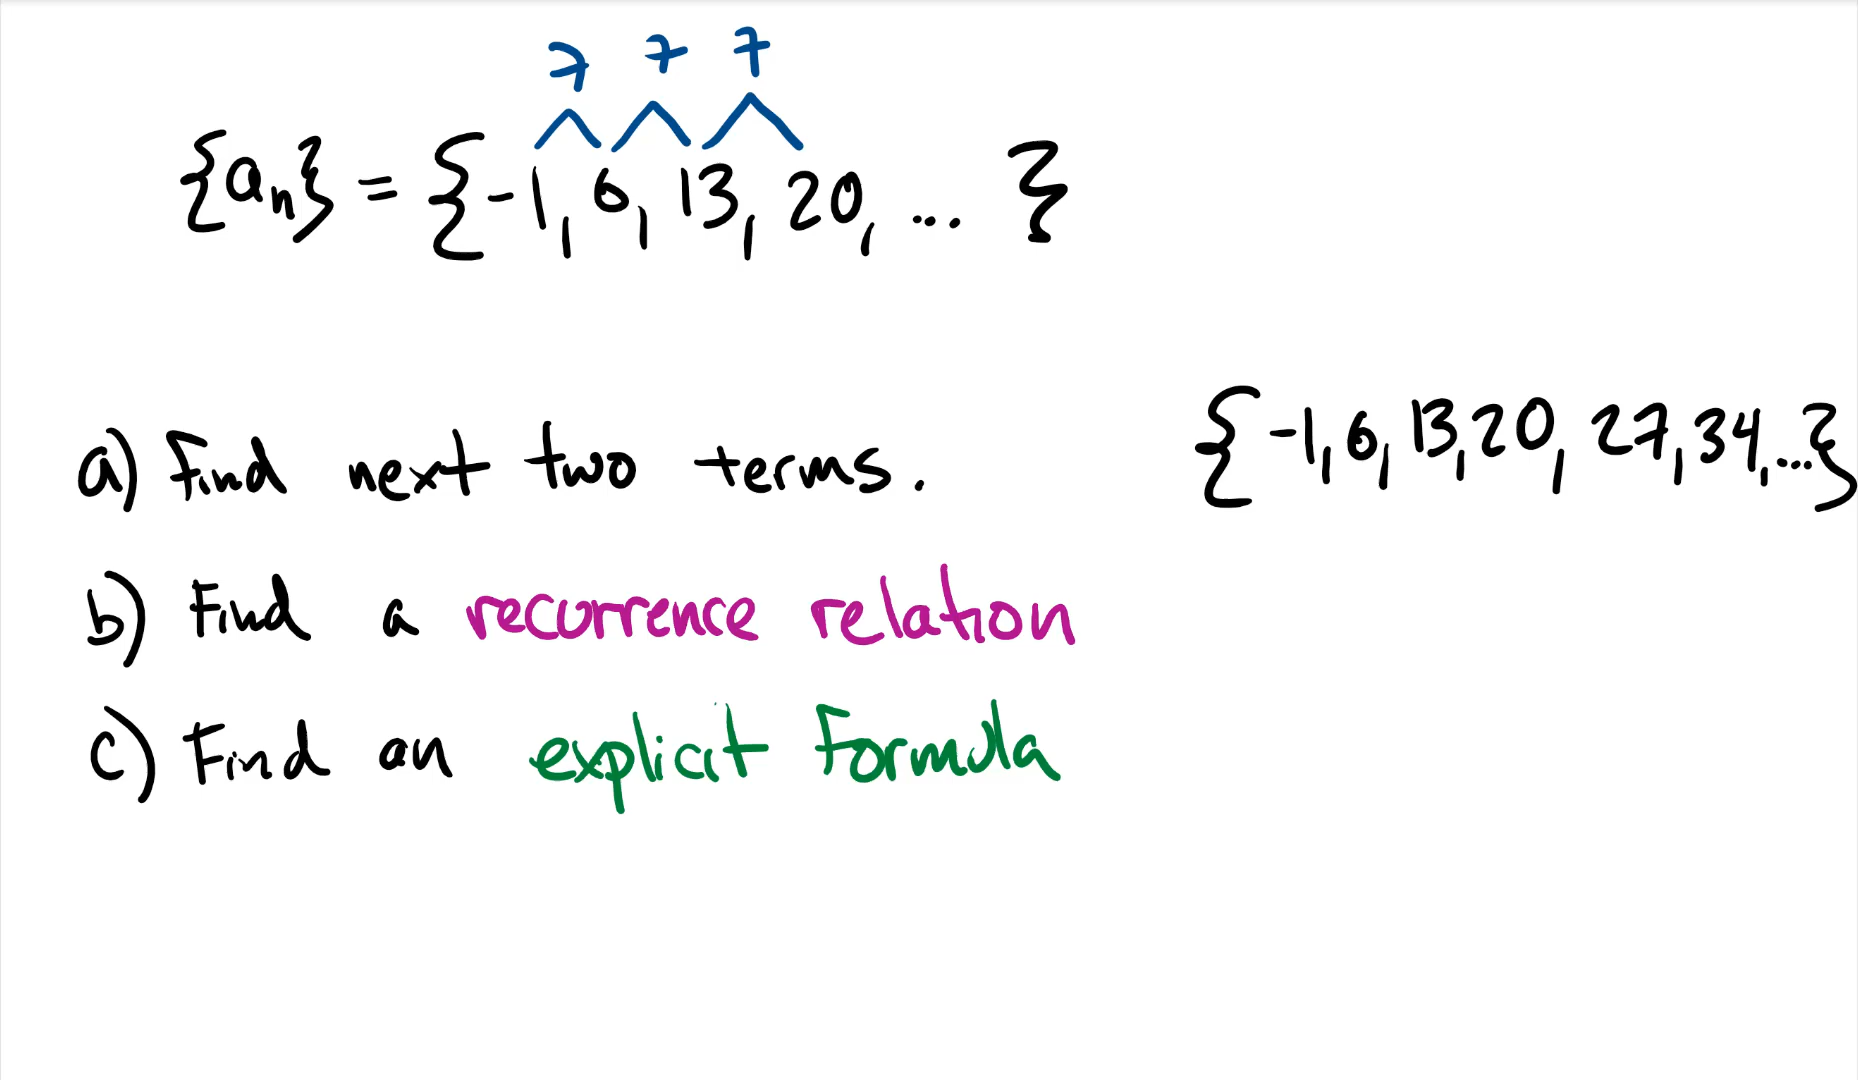 7 7 7
{aₙ} = {-1, 6, 13, 20, ... }
{-1, 6, 13, 20, 27, 34, ...}
a) Find next two terms.
b) Find a recurrence relation
c) Find an explicit formula